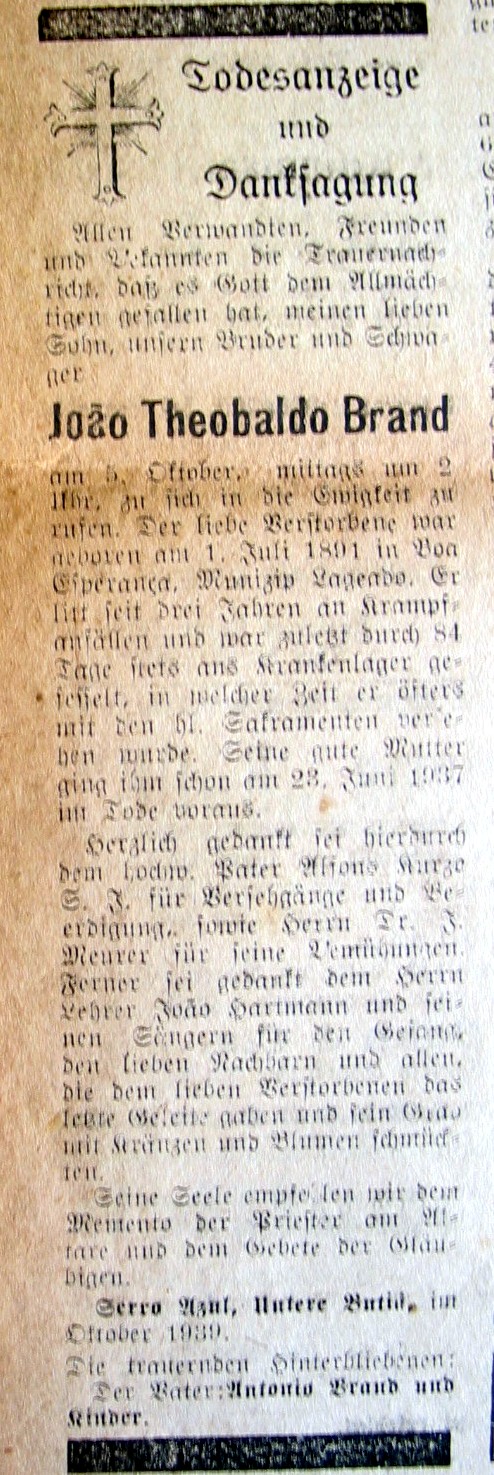 Todesanzeige
und
Danksagung
Allen Verwandten, Freunden
und Bekannten die Trauernach-
richt, daß es Gott dem Allmäch-
tigen gefallen hat, meinen lieben
Sohn, unsern Bruder und Schwa-
ger
João Theobaldo Brand
am 5. Oktober, mittags um 2
Uhr, zu sich in die Ewigkeit zu
rufen. Der liebe Verstorbene war
geboren am 1. Juli 1891 in Boa
Esperança, Munizip Lageado. Er
litt seit drei Jahren an Krampf-
anfällen und war zuletzt durch 84
Tage stets ans Krankenlager ge-
fesselt, in welcher Zeit er öfters
mit den hl. Sakramenten verse-
hen wurde. Seine gute Mutter
ging ihm schon am 23. Juni 1937
im Tode voraus.
Herzlich gedankt sei hierdurch
dem hochw. Pater Alfons Kurze
S. J. für Versehgänge und Be-
erdigung, sowie Herrn Dr. J.
Meurer für seine Bemühungen.
Ferner sei gedankt dem Herrn
Lehrer João Hartmann und sei-
nen Sängern für den Gesang,
den lieben Nachbarn und allen,
die dem lieben Verstorbenen das
letzte Geleite gaben und sein Grab
mit Kränzen und Blumen schmück-
ten.
Seine Seele empfehlen wir dem
Memento der Priester am Al-
tare und dem Gebete der Gläu-
bigen.
Serro Azul, Untere Butiá, im
Oktober 1939.
Die trauernden Hinterbliebenen:
Der Vater: Antonio Brand und
Kinder.